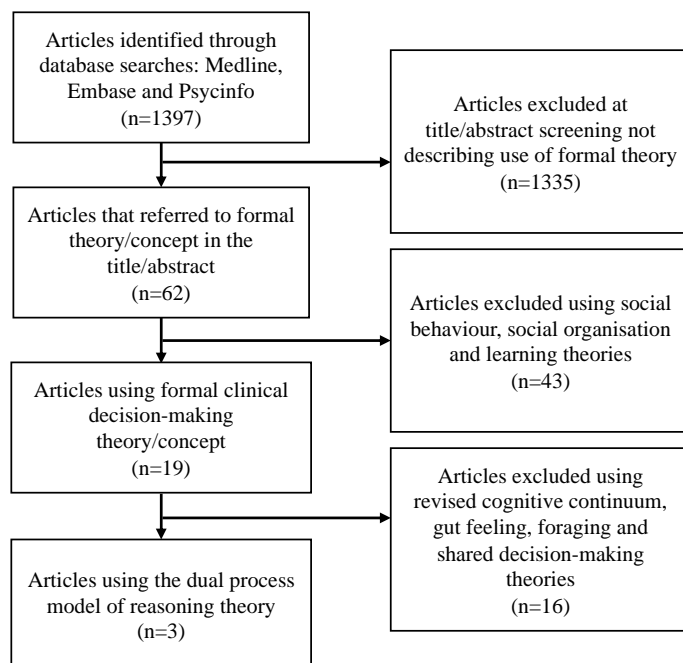 Articles identified through
database searches: Medline,
Embase and Psycinfo
(n=1397)
Articles excluded at
title/abstract screening not
describing use of formal theory
(n=1335)
Articles that referred to formal
theory/concept in the
title/abstract
(n=62)
Articles excluded using social
behaviour, social organisation
and learning theories
(n=43)
Articles using formal clinical
decision-making
theory/concept
(n=19)
Articles excluded using
revised cognitive continuum,
gut feeling, foraging and
shared decision-making
theories
(n=16)
Articles using the dual process
model of reasoning theory
(n=3)